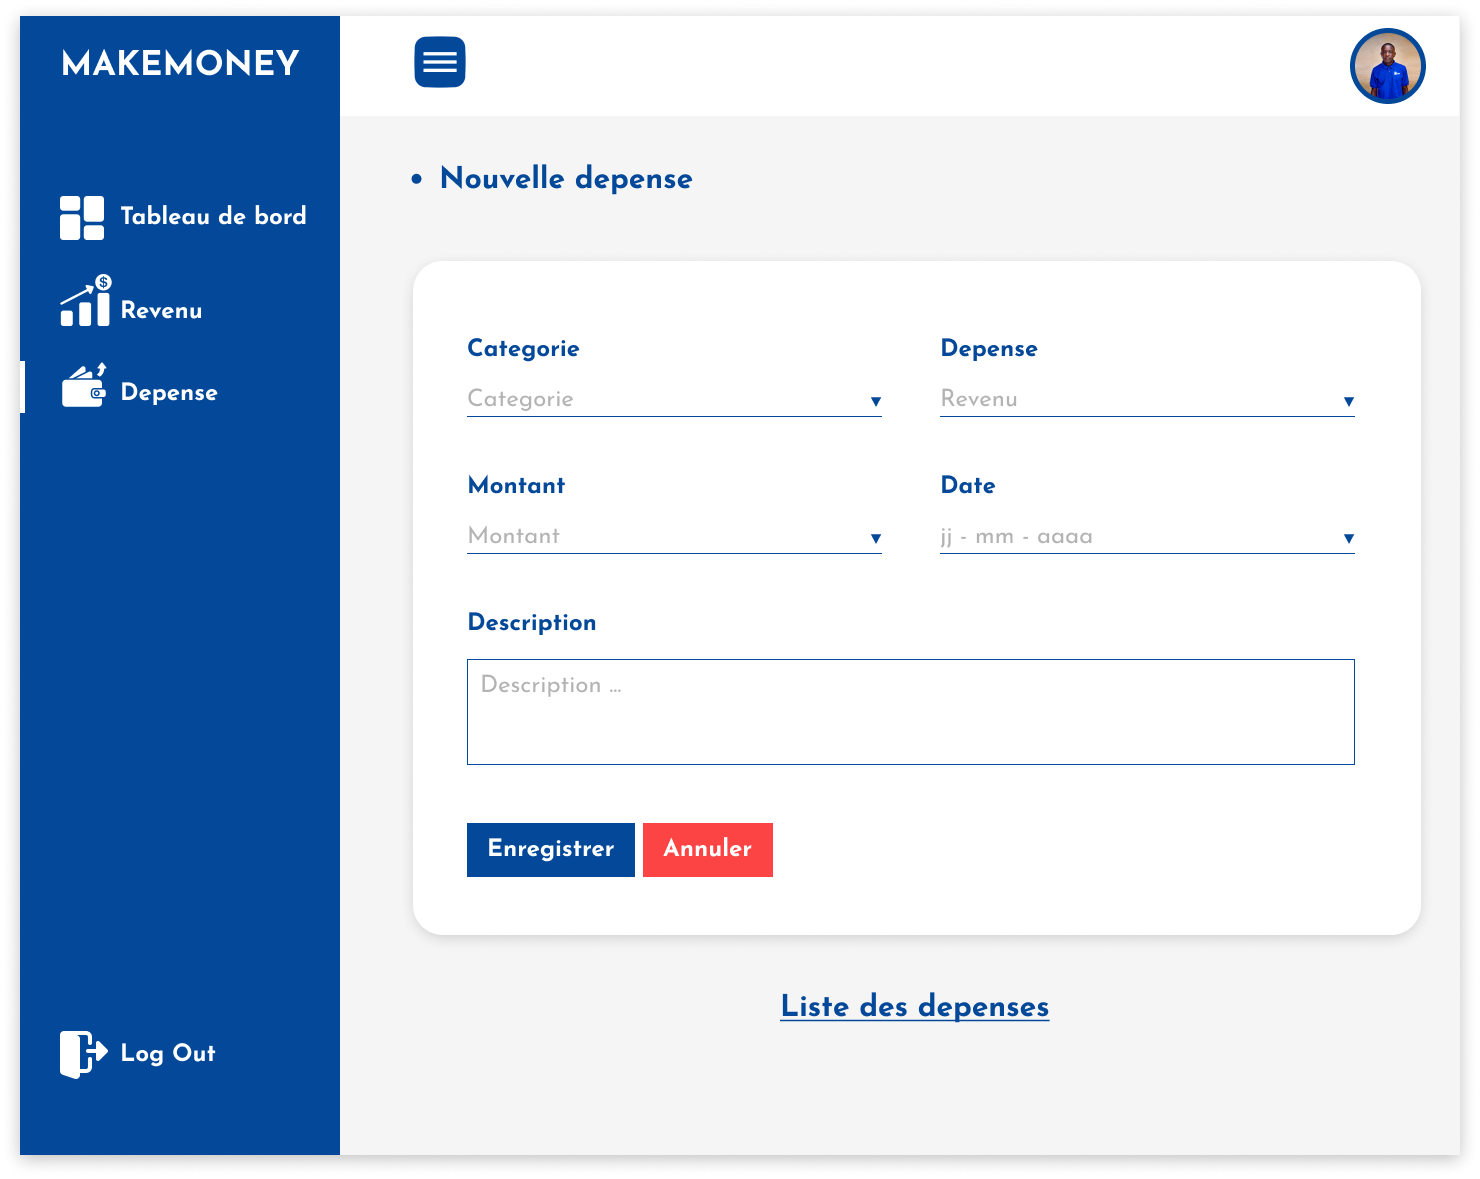 MAKEMONEY
Tableau de bord
$
Revenu
Depense
Log Out
• Nouvelle depense
Categorie
Categorie
Depense
Revenu
Montant
Montant
Date
jj - mm - aaaa
Description
Description ...
Enregistrer
Annuler
Liste des depenses